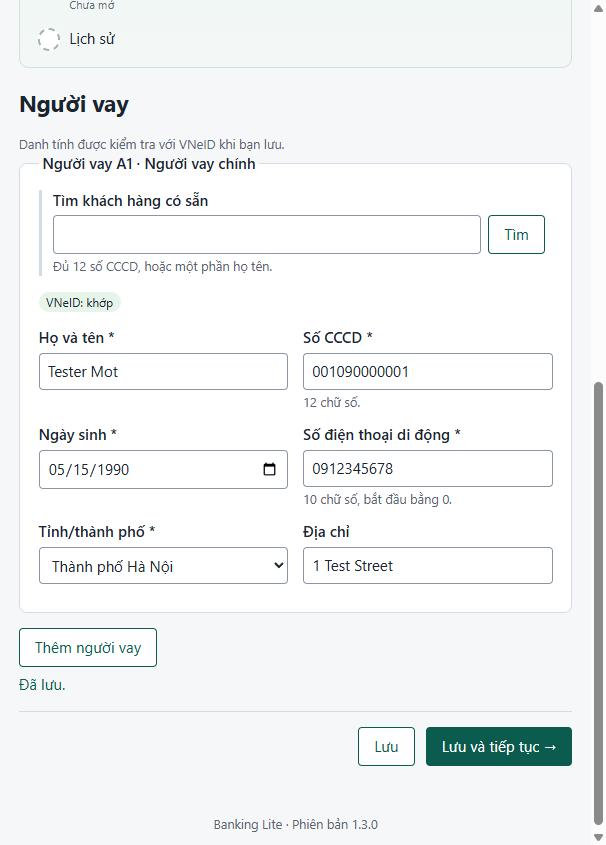 Chưa mở
Lịch sử
Người vay
Danh tính được kiểm tra với VNeID khi bạn lưu.
Người vay A1 · Người vay chính
Tìm khách hàng có sẵn
Tìm
Đủ 12 số CCCD, hoặc một phần họ tên.
VNeID: khớp
Họ và tên *
Số CCCD *
Tester Mot
001090000001
12 chữ số.
Ngày sinh *
Số điện thoại di động *
05/15/1990
0912345678
10 chữ số, bắt đầu bằng 0.
Tỉnh/thành phố *
Địa chỉ
Thành phố Hà Nội
1 Test Street
Thêm người vay
Đã lưu.
Lưu
Lưu và tiếp tục →
Banking Lite · Phiên bản 1.3.0